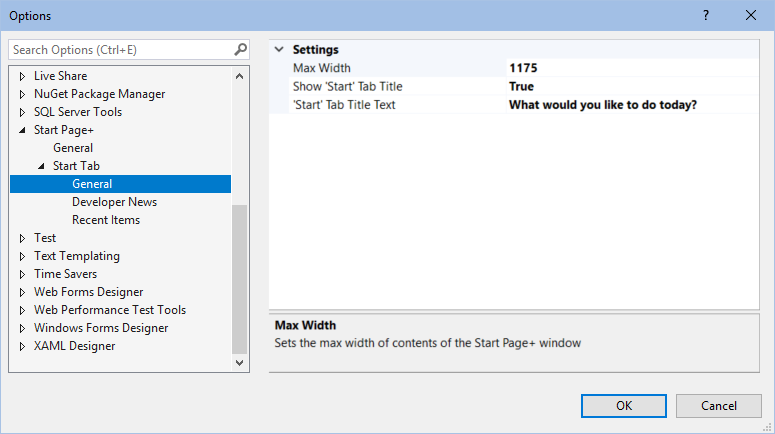 Options
?
Search Options (Ctrl+E)
Live Share
NuGet Package Manager
SQL Server Tools
Start Page+
General
Start Tab
General
Developer News
Recent Items
Test
Text Templating
Time Savers
Web Forms Designer
Web Performance Test Tools
Windows Forms Designer
XAML Designer
Settings
Max Width 1175
Show 'Start' Tab Title True
'Start' Tab Title Text What would you like to do today?
Max Width
Sets the max width of contents of the Start Page+ window
OK Cancel